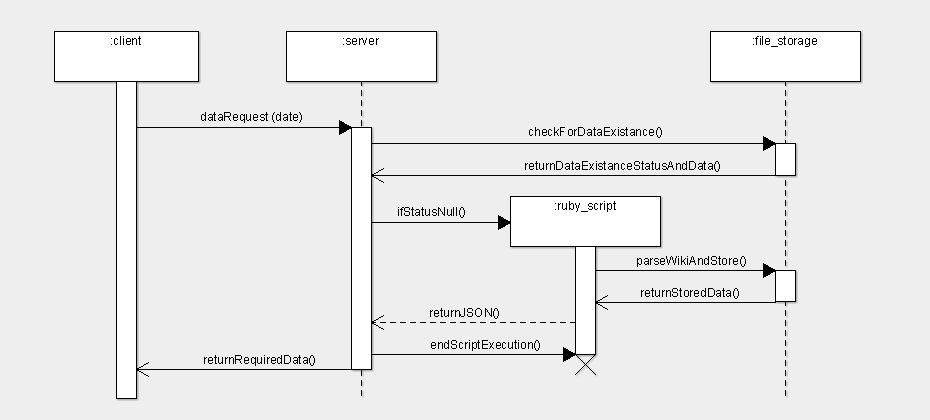 :client
:server
:file_storage
dataRequest (date)
checkForDataExistance()
returnDataExistanceStatusAndData()
ifStatusNull()
:ruby_script
parseWikiAndStore()
returnStoredData()
returnJSON()
endScriptExecution()
returnRequiredData()